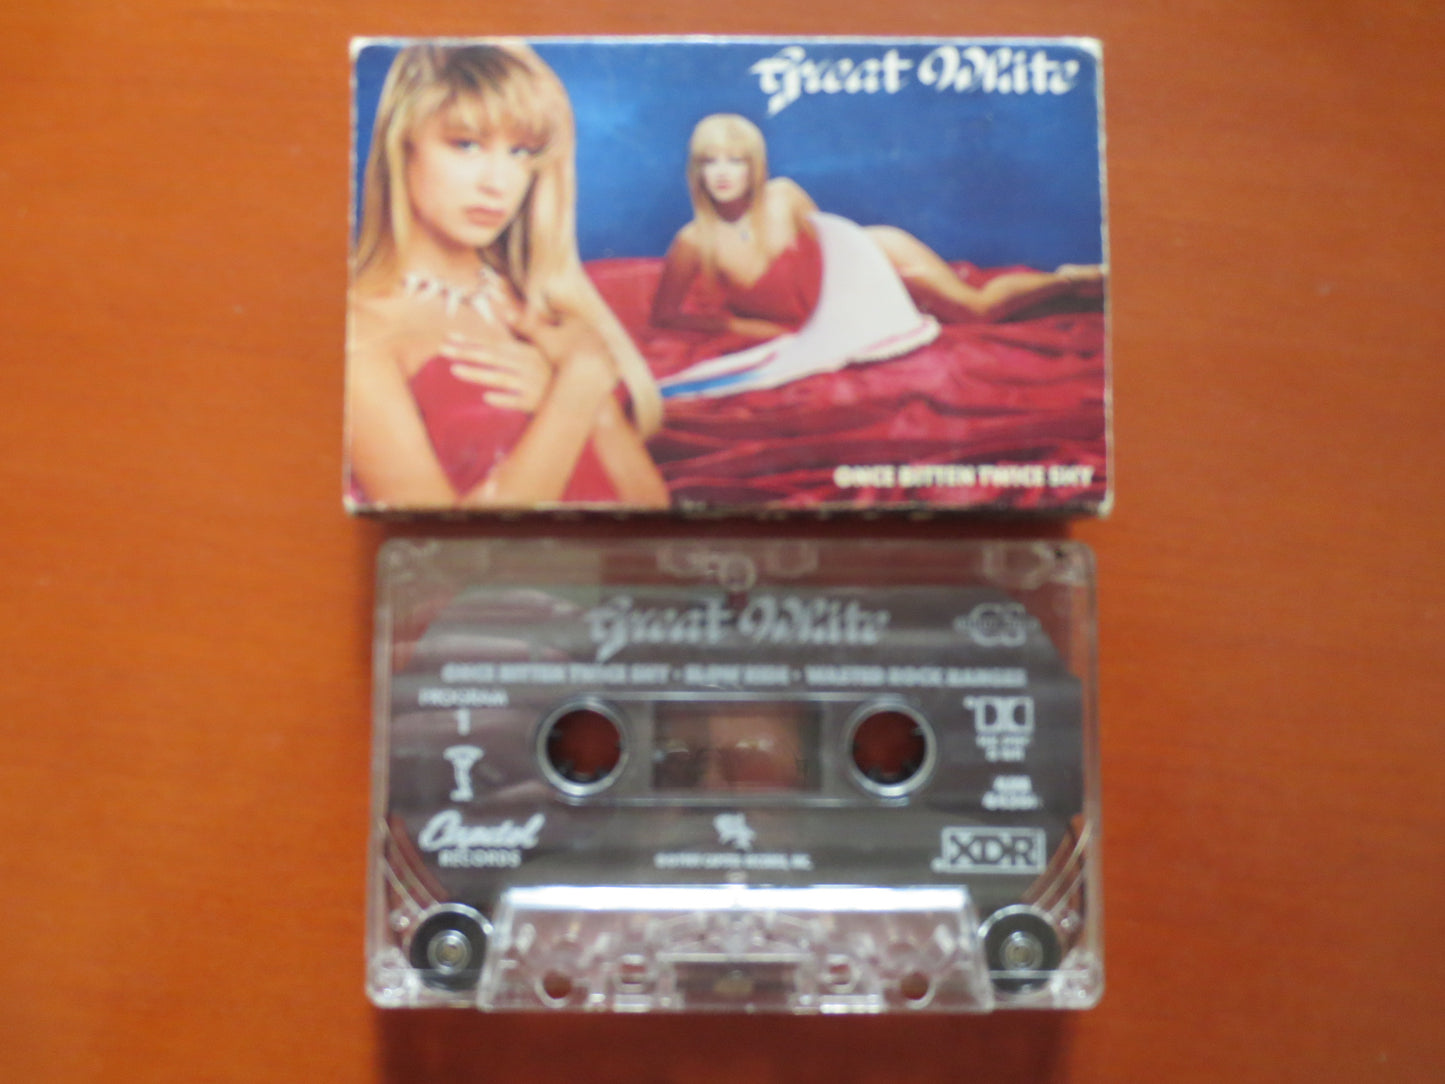 Great White
ONCE BITTEN TWICE SHY
Great White
CS
ONCE BITTEN TWICE SHY • SLOW RIDE • WASTED ROCK RANGER
PROGRAM
1
Capitol
RECORDS
XDR